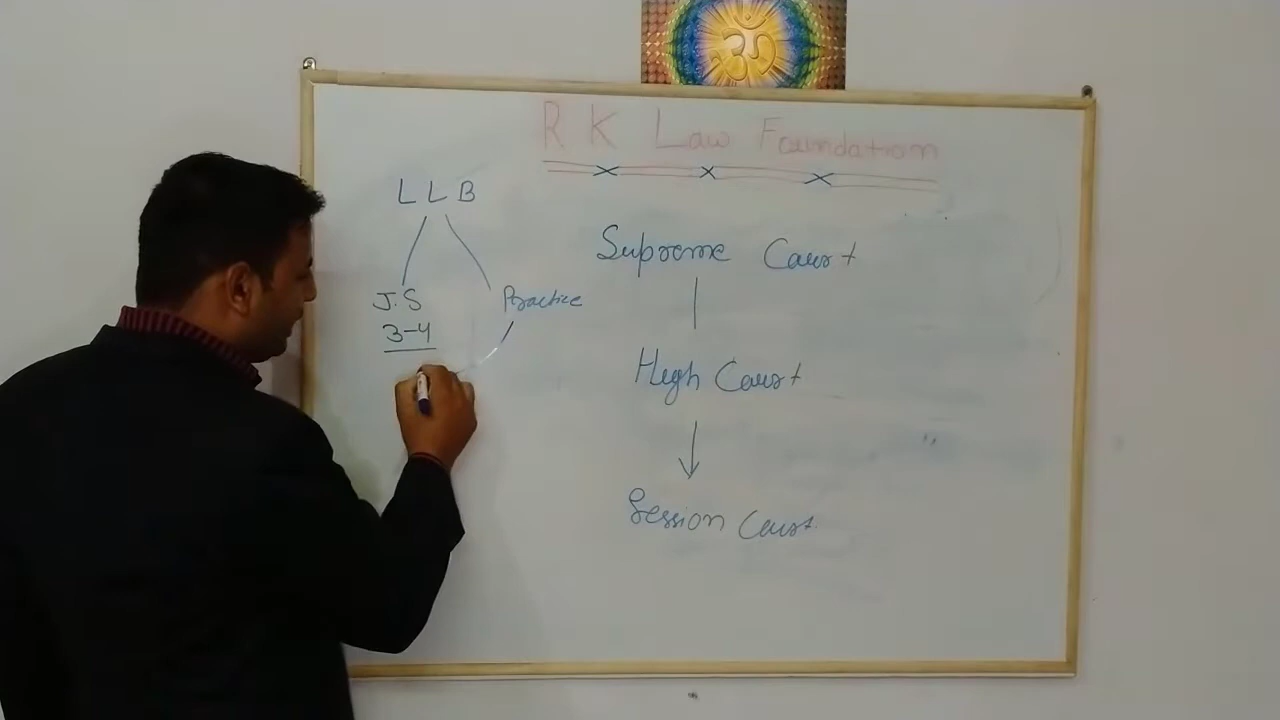 ॐ
R K Law Foundation
LLB
J.S
3-4
Practice
Supreme Court
High Court
Session Court